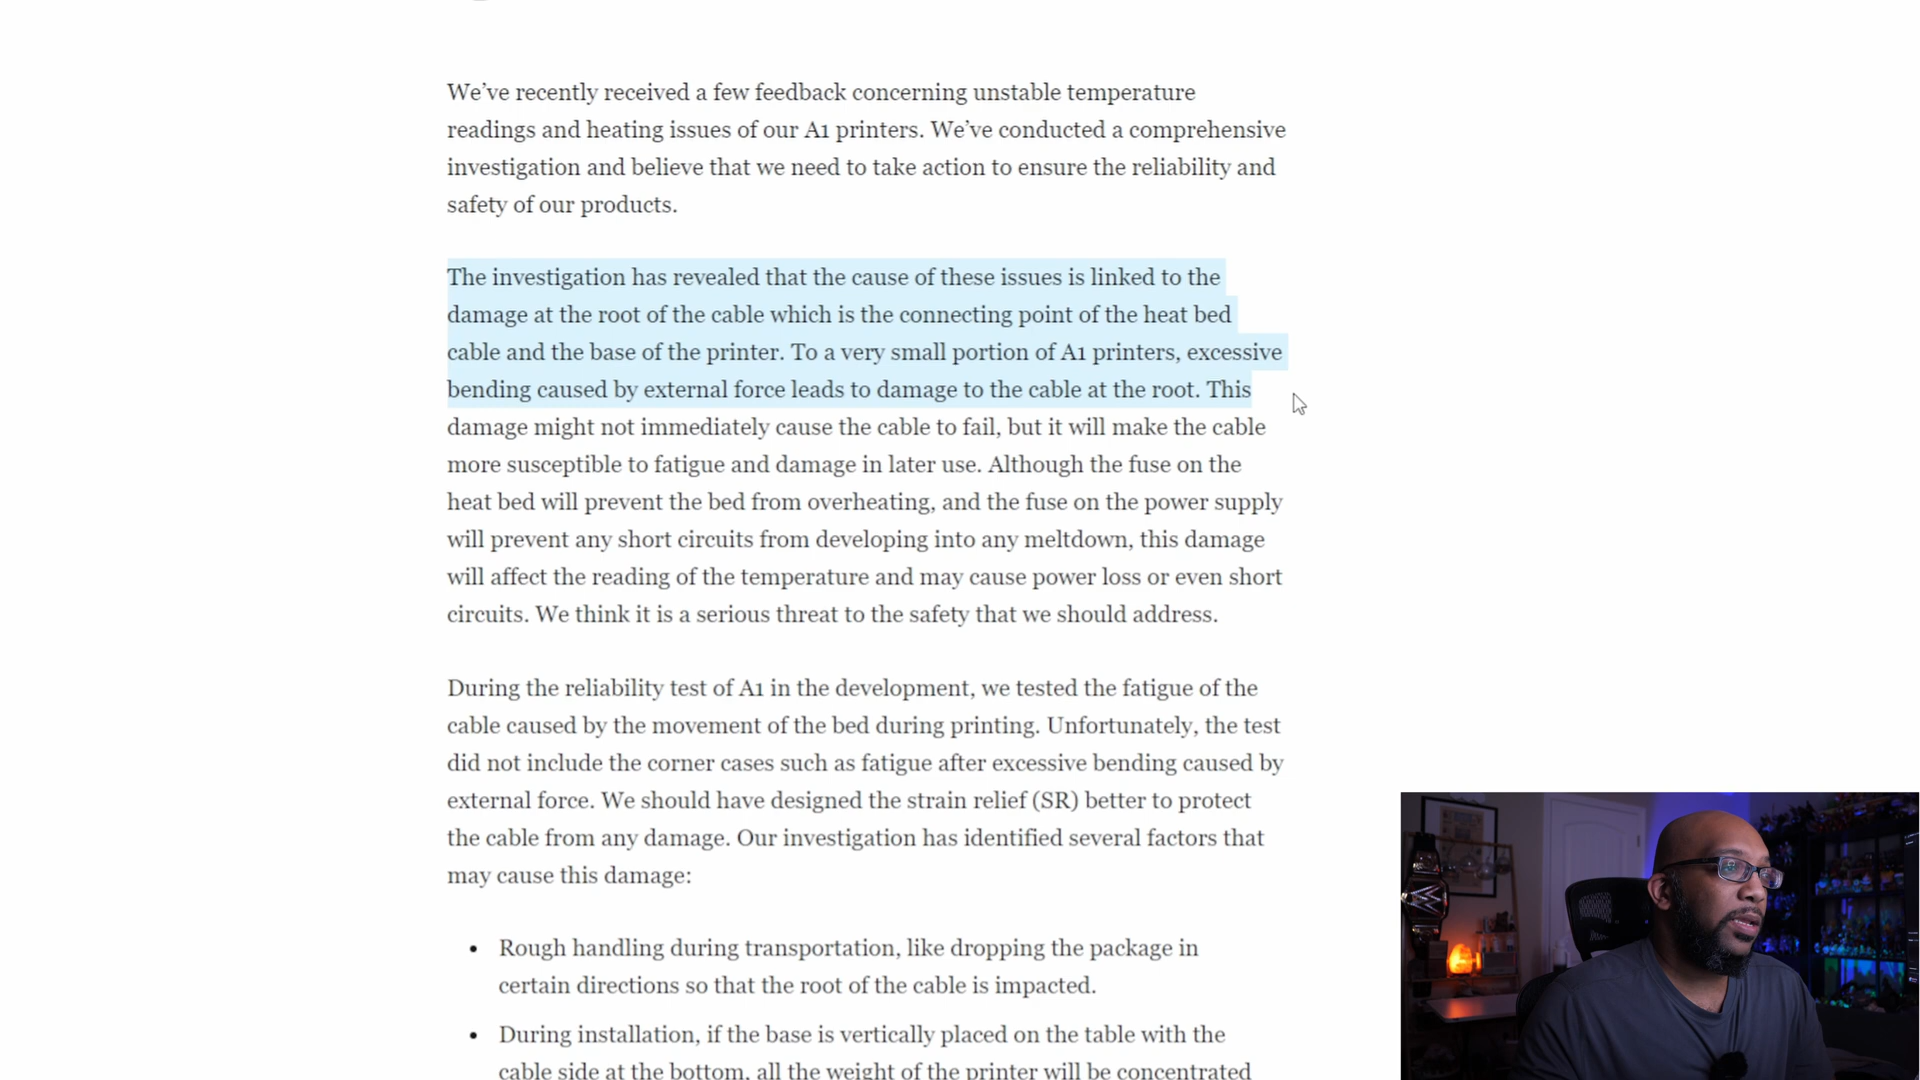 We’ve recently received a few feedback concerning unstable temperature
readings and heating issues of our A1 printers. We’ve conducted a comprehensive
investigation and believe that we need to take action to ensure the reliability and
safety of our products.
The investigation has revealed that the cause of these issues is linked to the
damage at the root of the cable which is the connecting point of the heat bed
cable and the base of the printer. To a very small portion of A1 printers, excessive
bending caused by external force leads to damage to the cable at the root. This
damage might not immediately cause the cable to fail, but it will make the cable
more susceptible to fatigue and damage in later use. Although the fuse on the
heat bed will prevent the bed from overheating, and the fuse on the power supply
will prevent any short circuits from developing into any meltdown, this damage
will affect the reading of the temperature and may cause power loss or even short
circuits. We think it is a serious threat to the safety that we should address.
During the reliability test of A1 in the development, we tested the fatigue of the
cable caused by the movement of the bed during printing. Unfortunately, the test
did not include the corner cases such as fatigue after excessive bending caused by
external force. We should have designed the strain relief (SR) better to protect
the cable from any damage. Our investigation has identified several factors that
may cause this damage:
• Rough handling during transportation, like dropping the package in
certain directions so that the root of the cable is impacted.
• During installation, if the base is vertically placed on the table with the
cable side at the bottom, all the weight of the printer will be concentrated